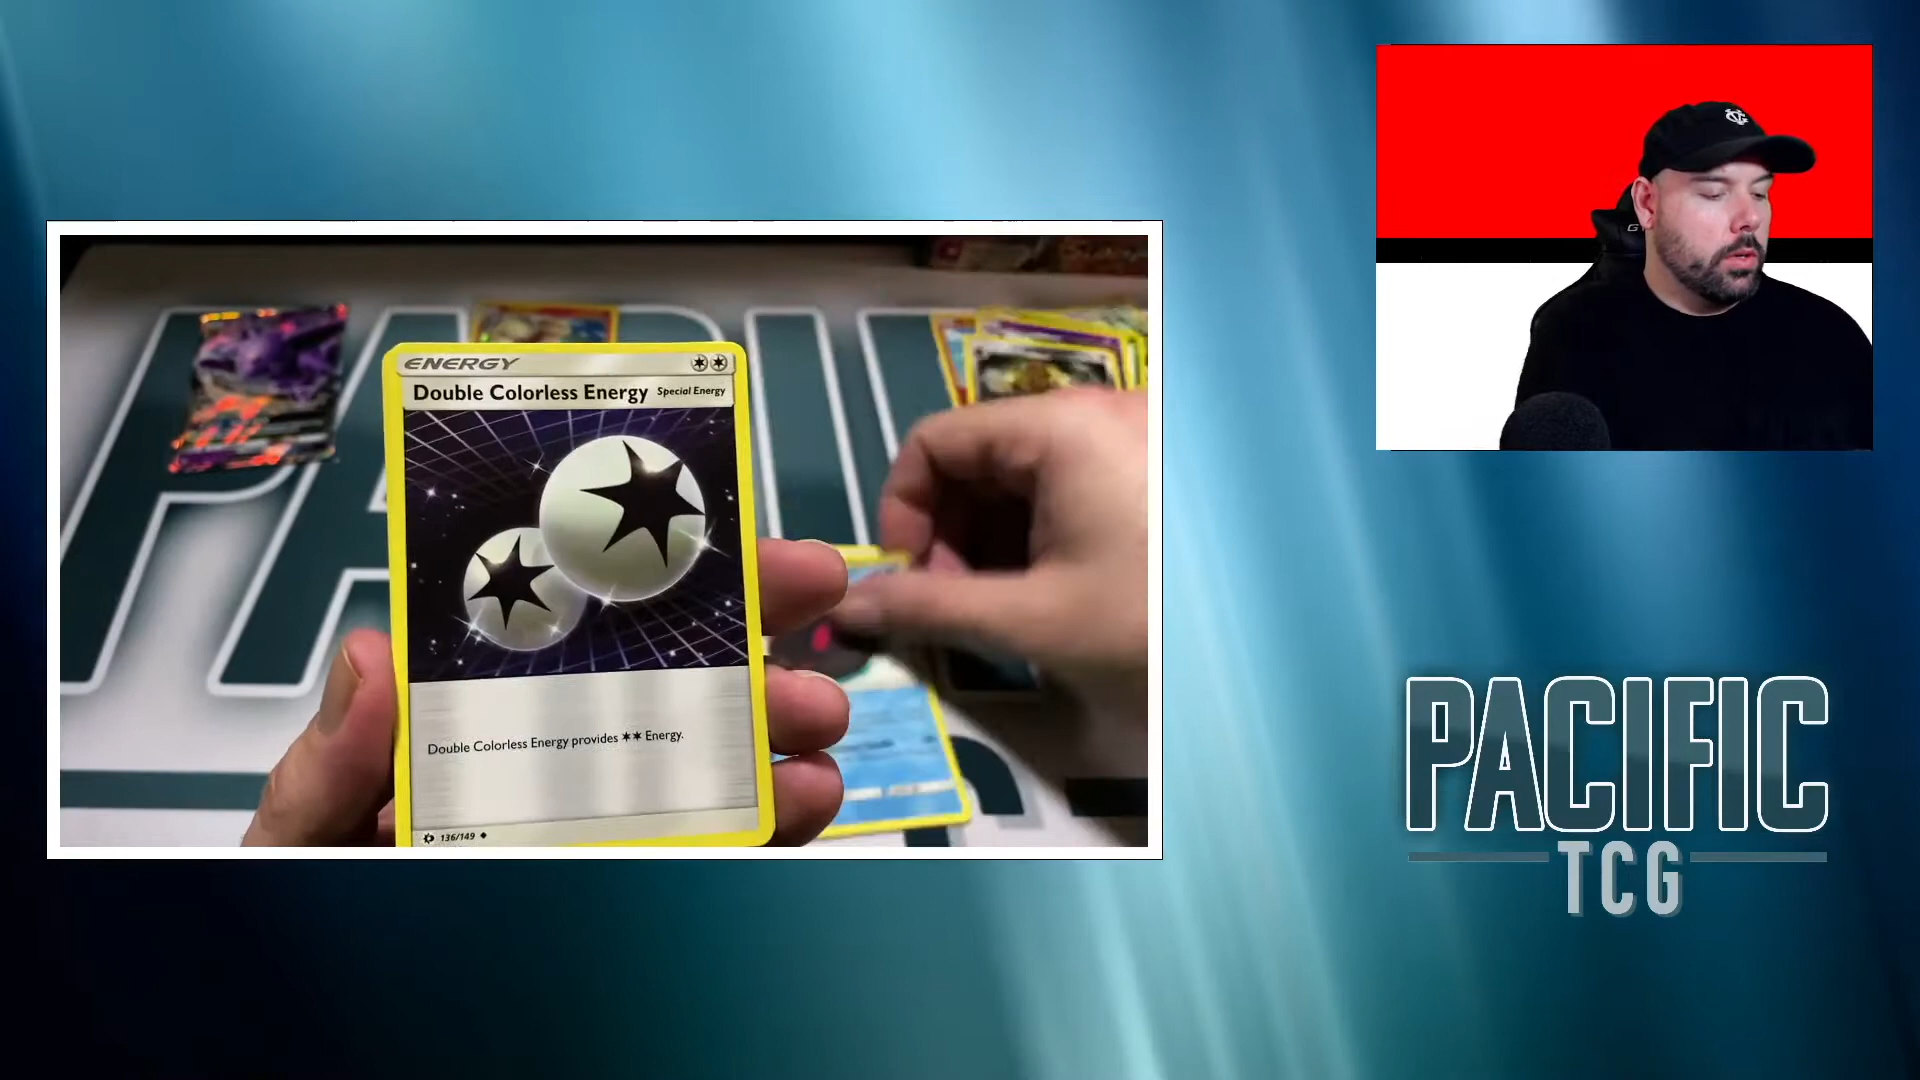 ENERGY
Double Colorless Energy Special Energy
Double Colorless Energy provides ✶✶ Energy.
136/149
PACIFIC
TCG